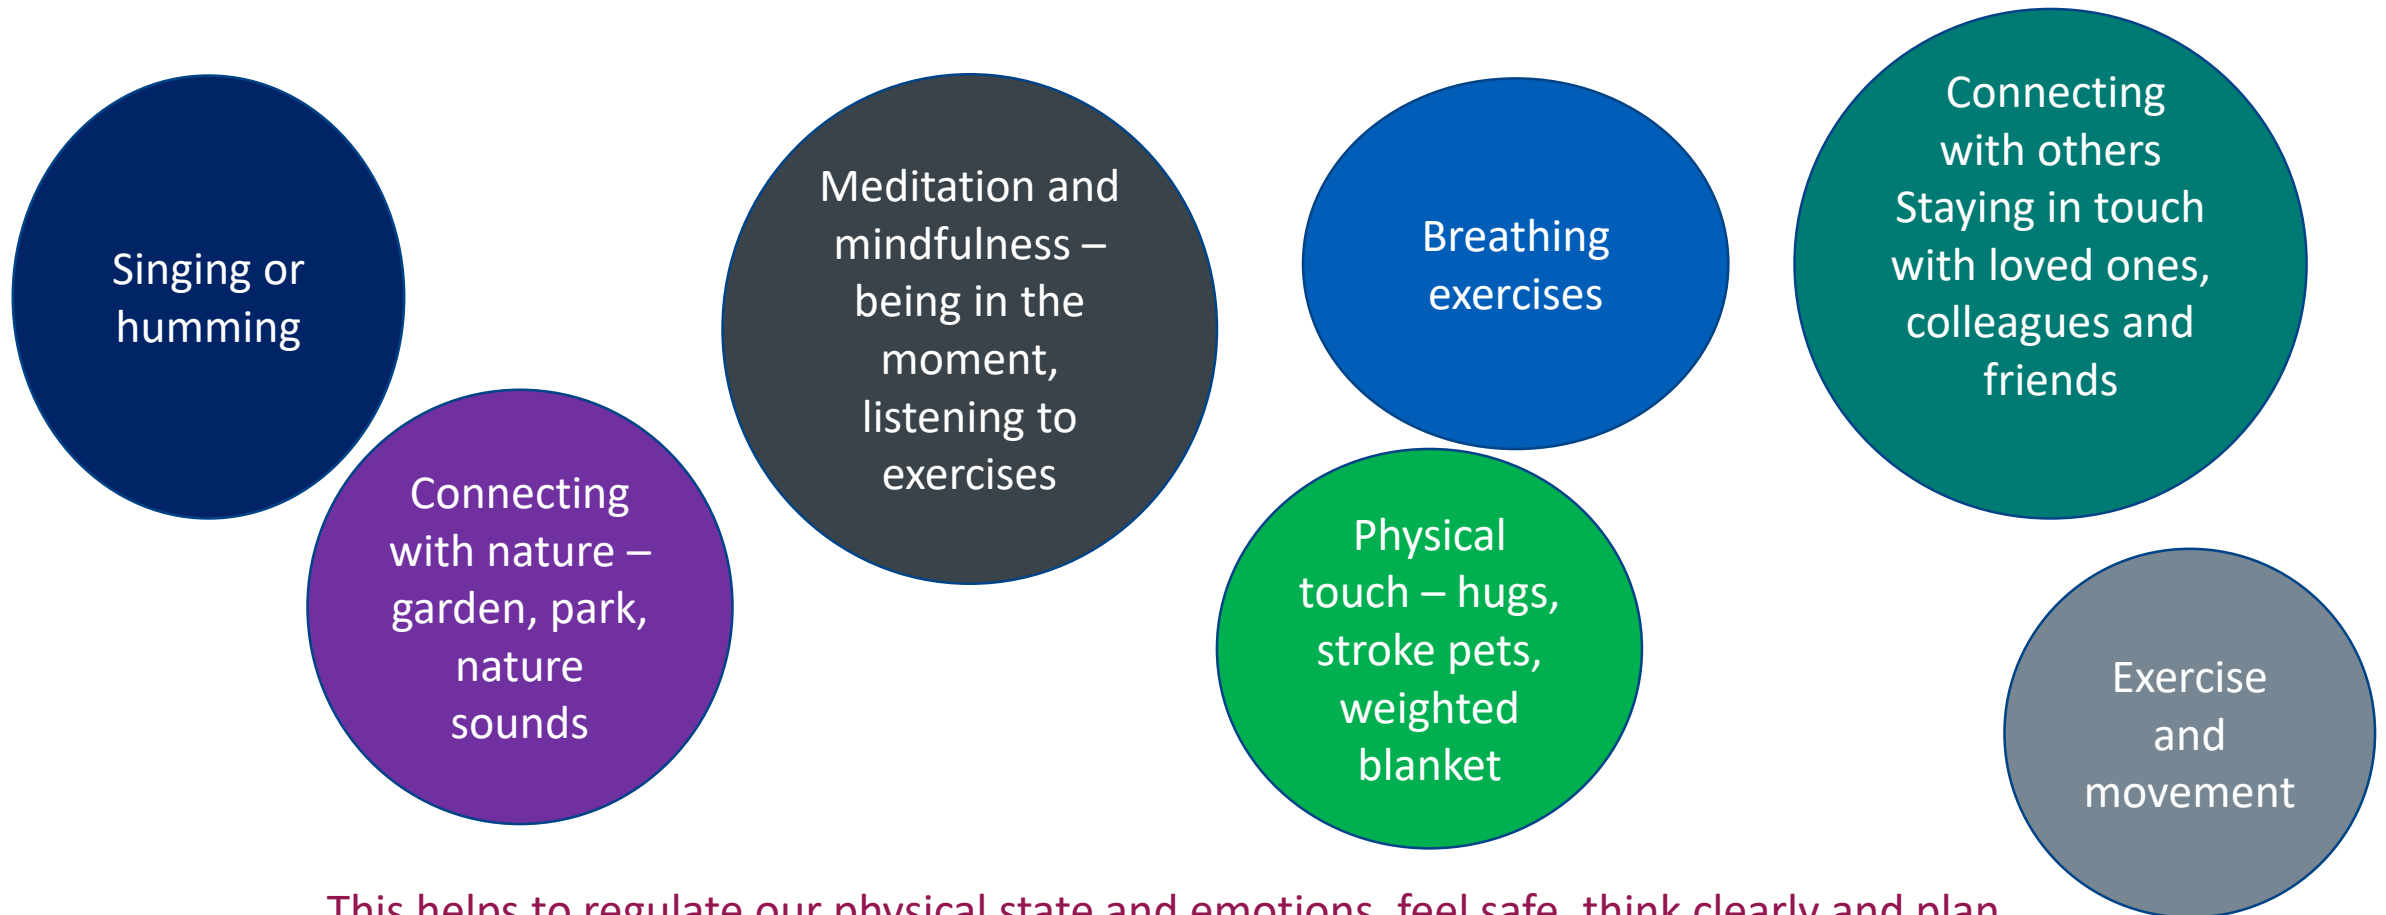 Singing or
humming
Connecting
with nature –
garden, park,
nature
sounds
Meditation and
mindfulness –
being in the
moment,
listening to
exercises
Breathing
exercises
Physical
touch – hugs,
stroke pets,
weighted
blanket
Connecting
with others
Staying in touch
with loved ones,
colleagues and
friends
Exercise
and
movement
This helps to regulate our physical state and emotions, feel safe, think clearly and plan